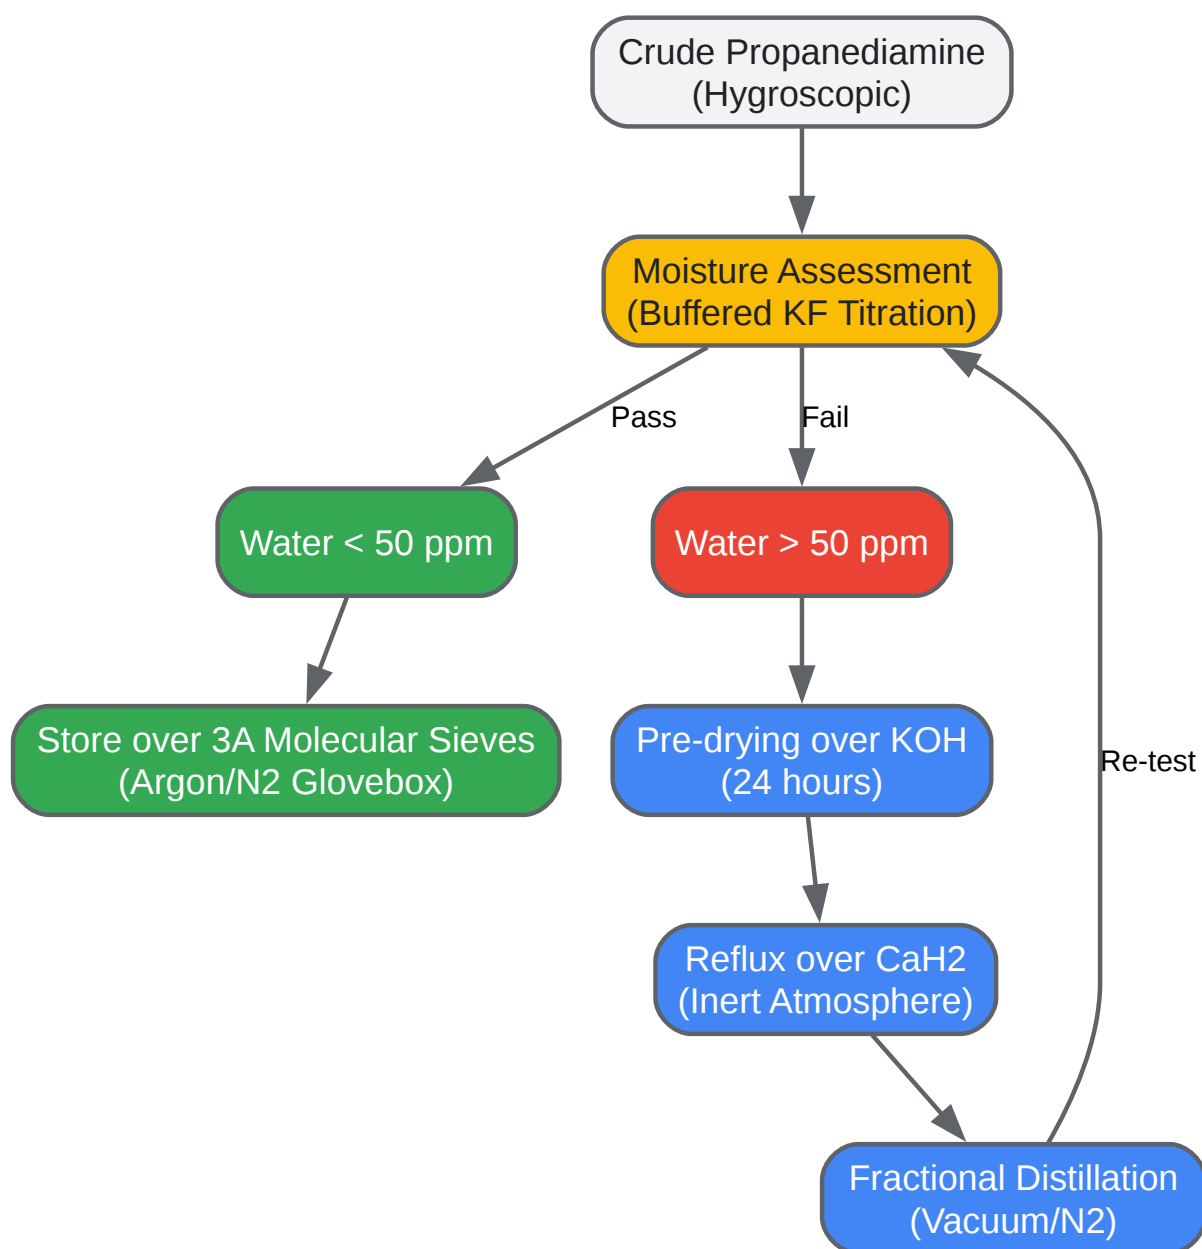 Crude Propanediamine
(Hygroscopic)
Moisture Assessment
(Buffered KF Titration)
Pass
Fail
Water < 50 ppm
Water > 50 ppm
Store over 3A Molecular Sieves
(Argon/N2 Glovebox)
Pre-drying over KOH
(24 hours)
Re-test
Reflux over CaH2
(Inert Atmosphere)
Fractional Distillation
(Vacuum/N2)